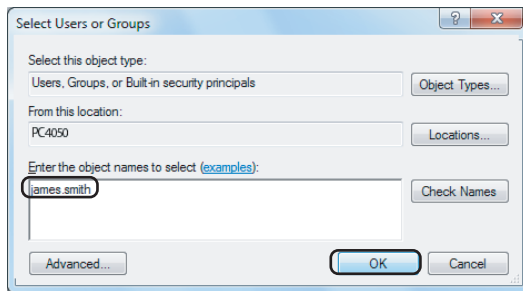 Select Users or Groups
Select this object type:
Users, Groups, or Built-in security principals
Object Types...
From this location:
PC4050
Locations...
Enter the object names to select (examples):
james.smith
Check Names
Advanced...
OK
Cancel